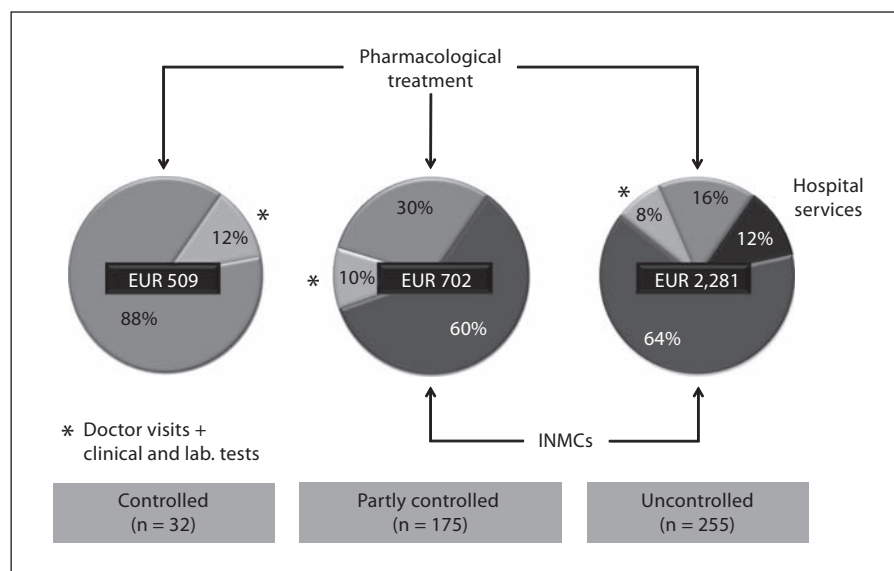 Pharmacological
treatment
Hospital
services
*
12%
EUR 509
88%
30%
*
10%
EUR 702
60%
*
8%
16%
12%
EUR 2,281
64%
INMCs
* Doctor visits +
clinical and lab. tests
Controlled
(n = 32)
Partly controlled
(n = 175)
Uncontrolled
(n = 255)